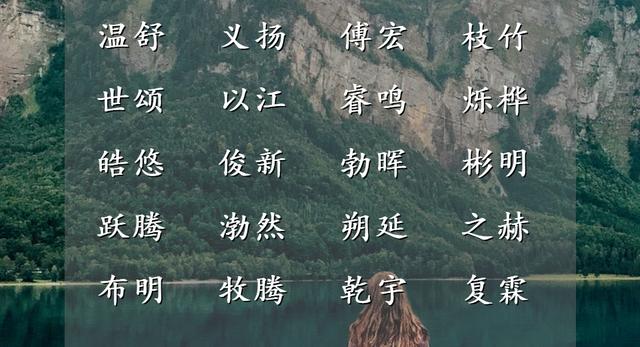 温舒 义扬 傅宏 枝竹
世颂 以江 睿鸣 烁桦
皓悠 俊新 勃晖 彬明
跃腾 渤然 朔延 之赫
布明 牧腾 乾宇 复霖